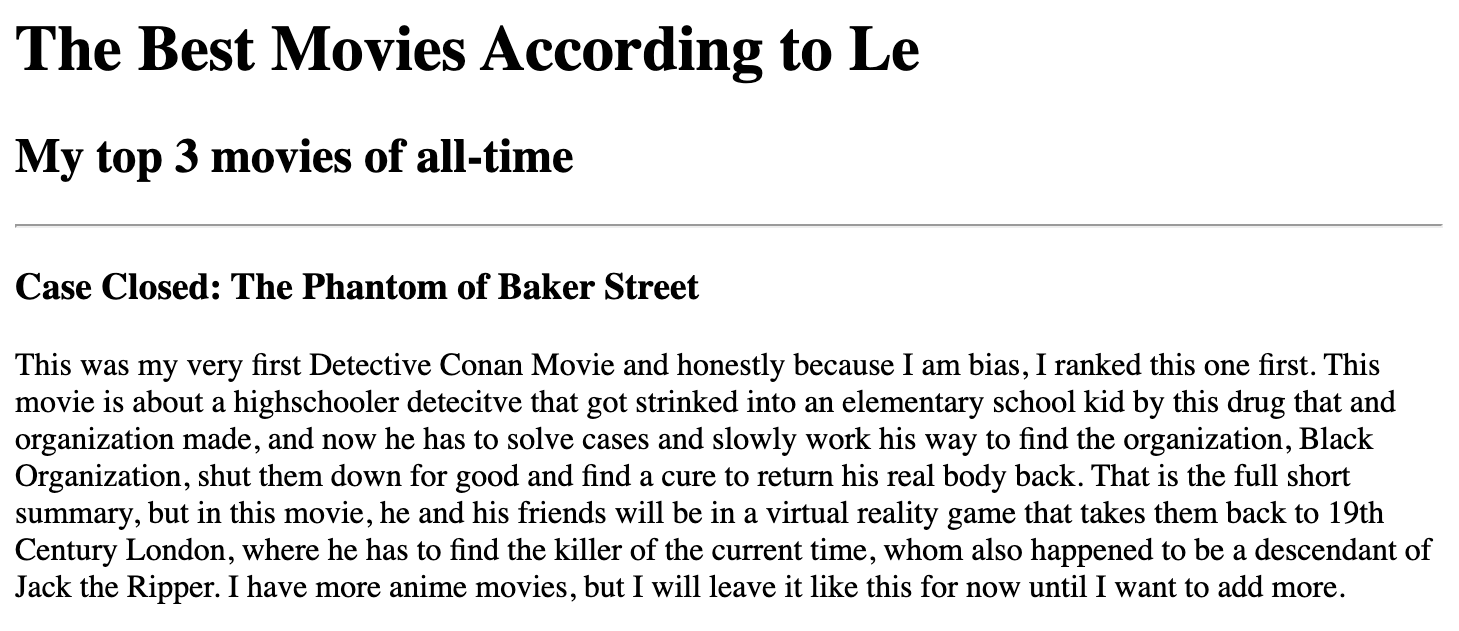 The Best Movies According to Le
My top 3 movies of all-time
Case Closed: The Phantom of Baker Street
This was my very first Detective Conan Movie and honestly because I am bias, I ranked this one first. This
movie is about a highschooler detecitve that got strinked into an elementary school kid by this drug that and
organization made, and now he has to solve cases and slowly work his way to find the organization, Black
Organization, shut them down for good and find a cure to return his real body back. That is the full short
summary, but in this movie, he and his friends will be in a virtual reality game that takes them back to 19th
Century London, where he has to find the killer of the current time, whom also happened to be a descendant of
Jack the Ripper. I have more anime movies, but I will leave it like this for now until I want to add more.